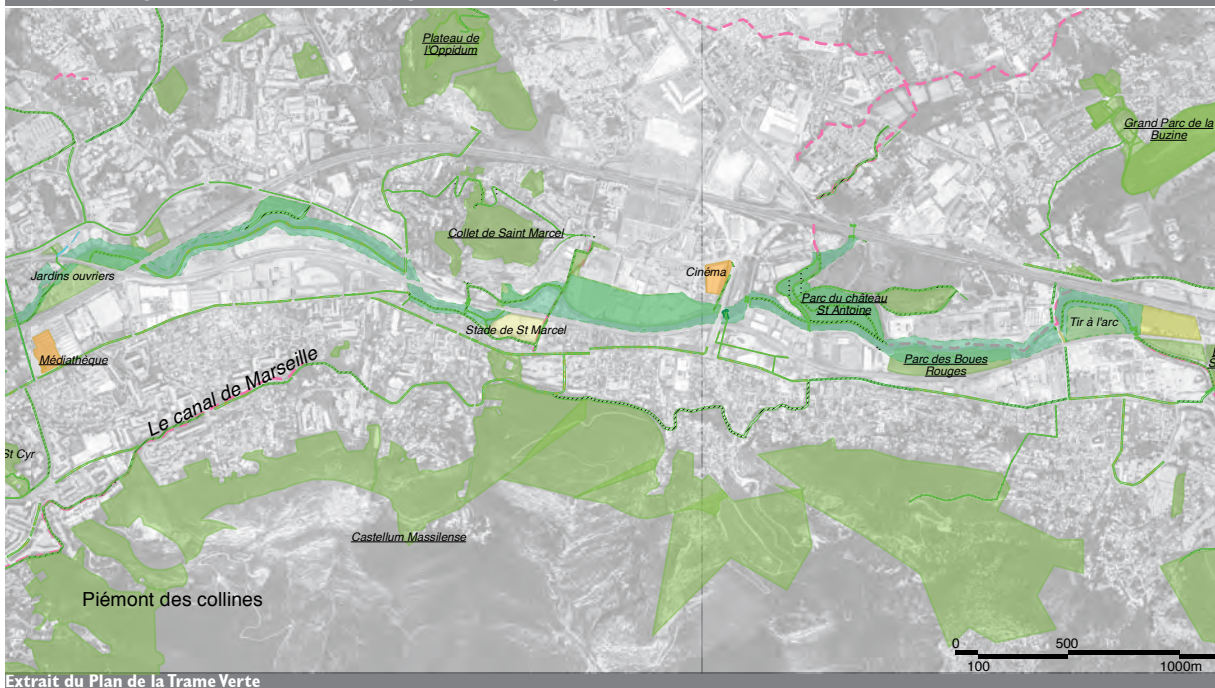 Plateau de
l'Oppidum
Grand Parc de la
Buzine
Collet de Saint Marcel
Jardins ouvriers
Cinéma
Parc du château
St Antoine
Stade de St Marcel
Tir à l'arc
Médiathèque
Parc des Boues
Rouges
Le canal de Marseille
St Cyr
Castellum Massilense
Piémont des collines
0 500
100 1000m
Extrait du Plan de la Trame Verte